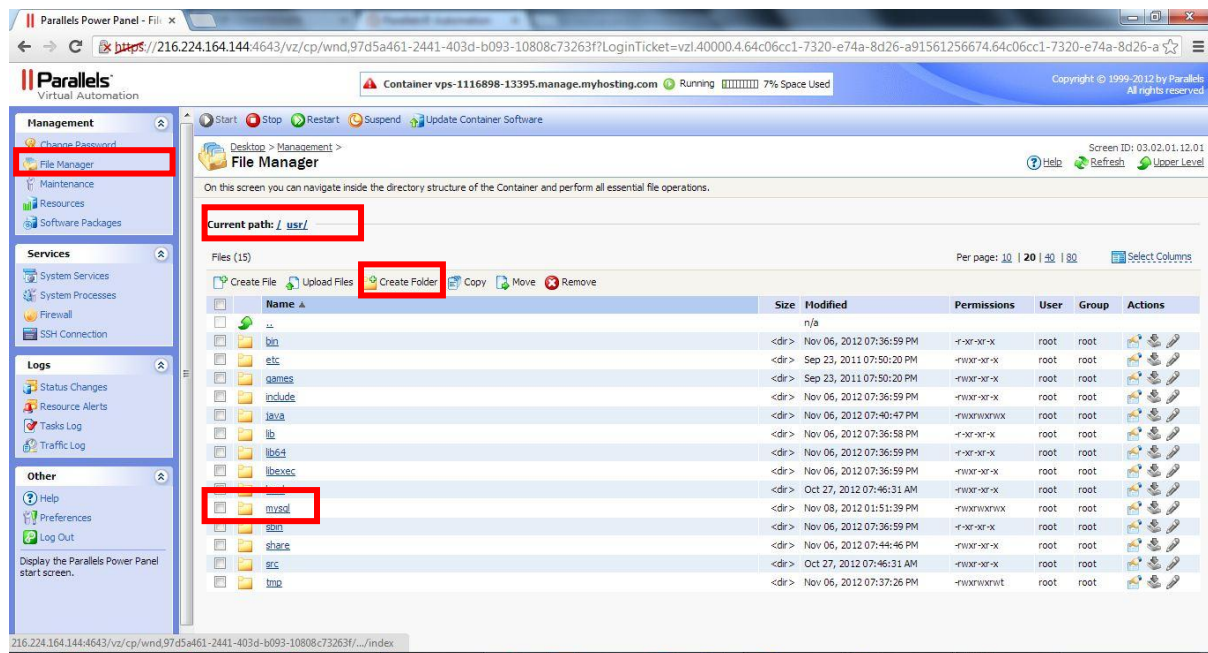 Parallels Power Panel - Fil
https://216.224.164.144:4643/vz/cp/wnd,97d5a461-2441-403d-b093-10808c73263f?LoginTicket=vzl.40000.4.64c06cc1-7320-e74a-8d26-a91561256674.64c06cc1-7320-e74a-8d26-a
Parallels
Virtual Automation
Container vps-1116898-13395.manage.myhosting.com Running 7% Space Used
Copyright © 1999-2012 by Parallels
All rights reserved
Management
Change Password
File Manager
Maintenance
Resources
Software Packages
Services
System Services
System Processes
Firewall
SSH Connection
Logs
Status Changes
Resource Alerts
Tasks Log
Traffic Log
Other
Help
Preferences
Log Out
Display the Parallels Power Panel
start screen.
Start Stop Restart Suspend Update Container Software
Desktop > Management >
File Manager
Screen ID: 03.02.01.12.01
Help Refresh Upper Level
On this screen you can navigate inside the directory structure of the Container and perform all essential file operations.
Current path: / usr/
Files (15) Per page: 10 | 20 | 40 | 80 Select Columns
Create File Upload Files Create Folder Copy Move Remove
Name Size Modified Permissions User Group Actions
.. n/a
bin <dir> Nov 06, 2012 07:36:59 PM -r-xr-xr-x root root
etc <dir> Sep 23, 2011 07:50:20 PM -rwxr-xr-x root root
games <dir> Sep 23, 2011 07:50:20 PM -rwxr-xr-x root root
include <dir> Nov 06, 2012 07:36:59 PM -rwxr-xr-x root root
java <dir> Nov 06, 2012 07:40:47 PM -rwxrwxrwx root root
lib <dir> Nov 06, 2012 07:36:58 PM -r-xr-xr-x root root
lib64 <dir> Nov 06, 2012 07:36:59 PM -r-xr-xr-x root root
libexec <dir> Nov 06, 2012 07:36:59 PM -rwxr-xr-x root root
<dir> Oct 27, 2012 07:46:31 AM -rwxr-xr-x root root
mysql <dir> Nov 08, 2012 01:51:39 PM -rwxrwxrwx root root
sbin <dir> Nov 06, 2012 07:36:59 PM -r-xr-xr-x root root
share <dir> Nov 06, 2012 07:44:46 PM -rwxr-xr-x root root
src <dir> Oct 27, 2012 07:46:31 AM -rwxr-xr-x root root
tmp <dir> Nov 06, 2012 07:37:26 PM -rwxrwxrwt root root
216.224.164.144:4643/vz/cp/wnd,97d5a461-2441-403d-b093-10808c73263f/.../index